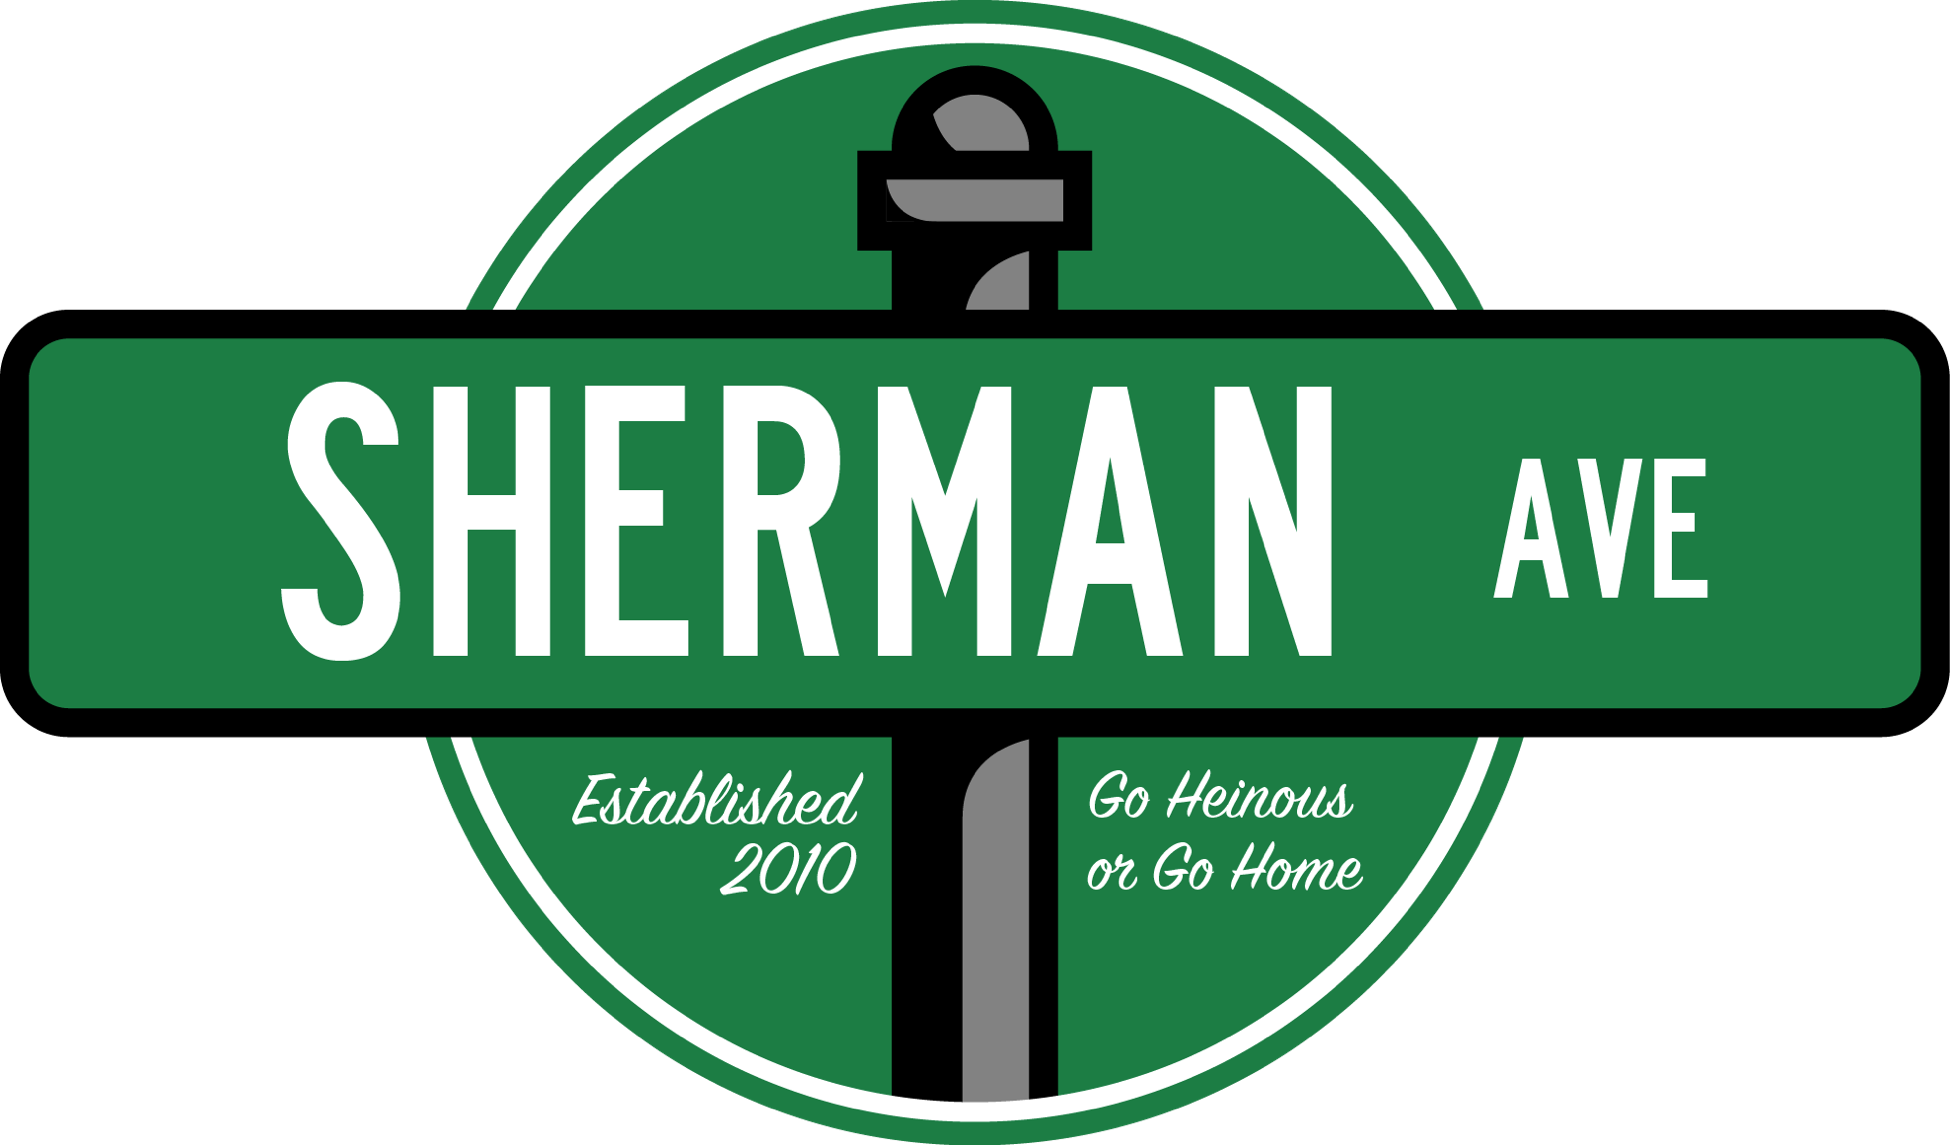 SHERMAN AVE
Established
2010
Go Heinous
or Go Home